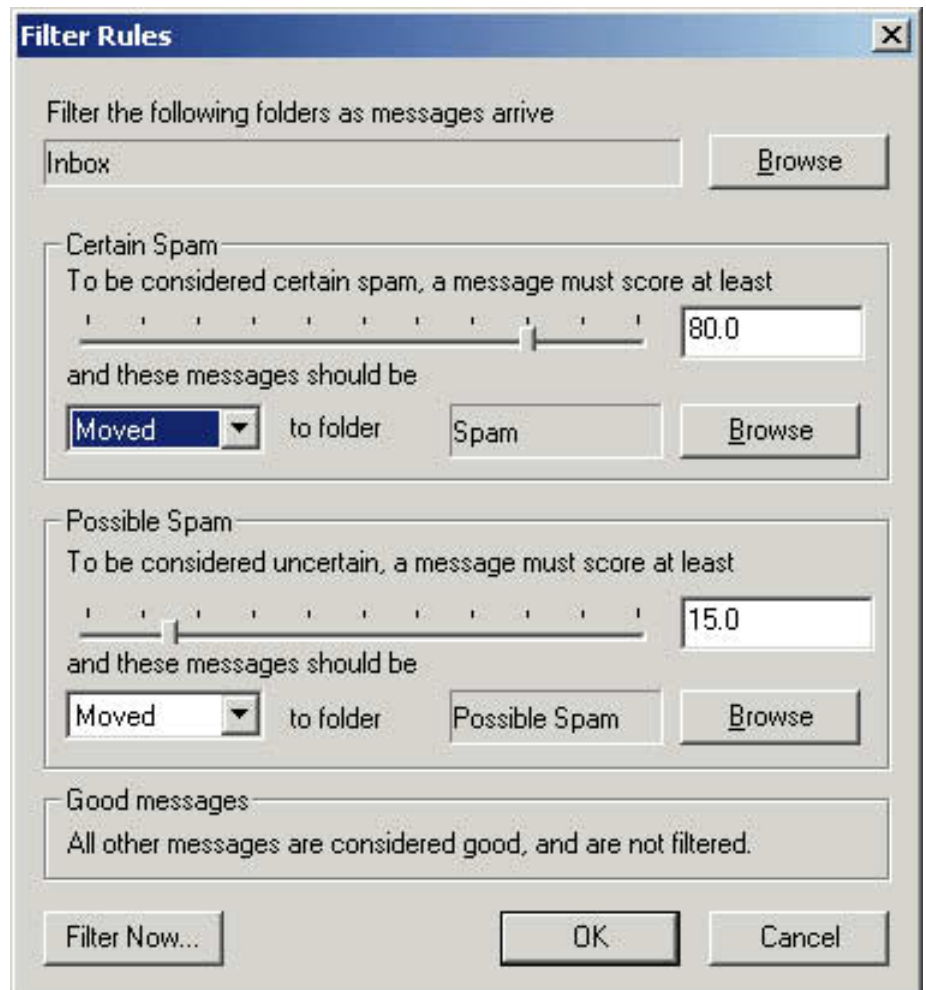 Filter Rules
Filter the following folders as messages arrive
Inbox
Browse
Certain Spam
To be considered certain spam, a message must score at least
80.0
and these messages should be
Moved to folder Spam Browse
Possible Spam
To be considered uncertain, a message must score at least
15.0
and these messages should be
Moved to folder Possible Spam Browse
Good messages
All other messages are considered good, and are not filtered.
Filter Now... OK Cancel